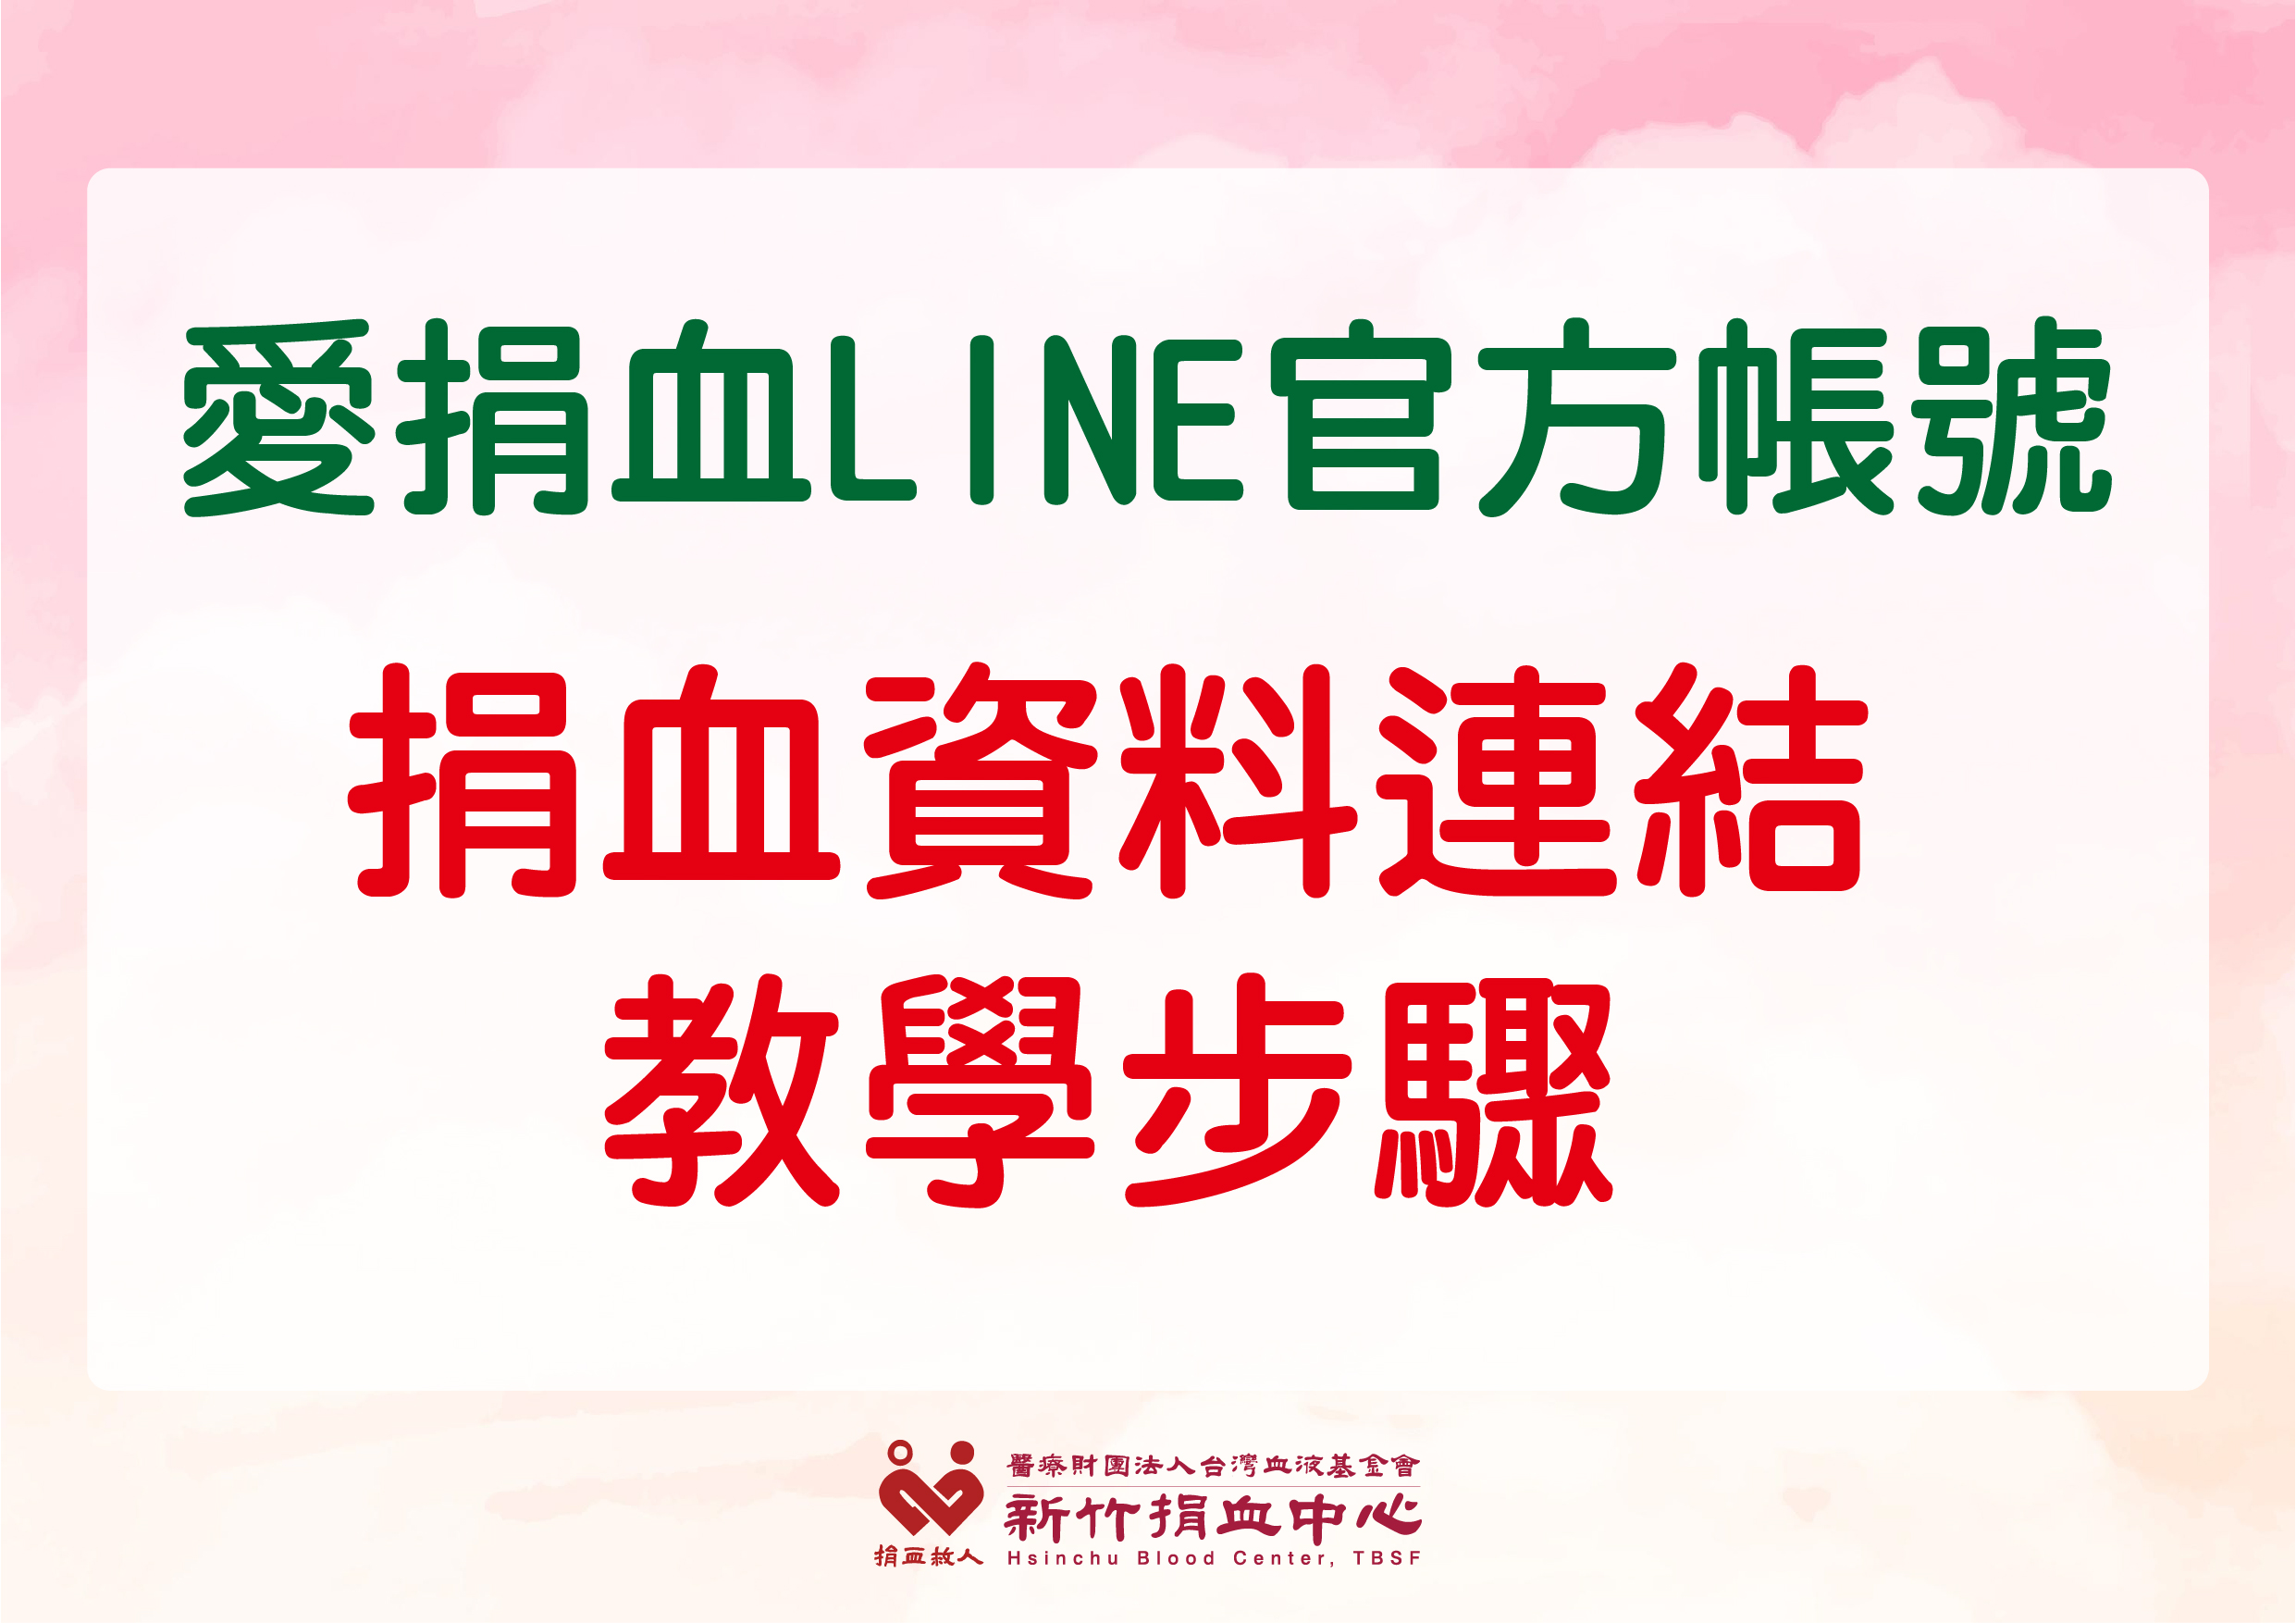 愛捐血LINE官方帳號
捐血資料連結
教學步驟
醫療財團法人台灣血液基金會
新竹捐血中心
捐血救人
Hsinchu Blood Center, TBSF